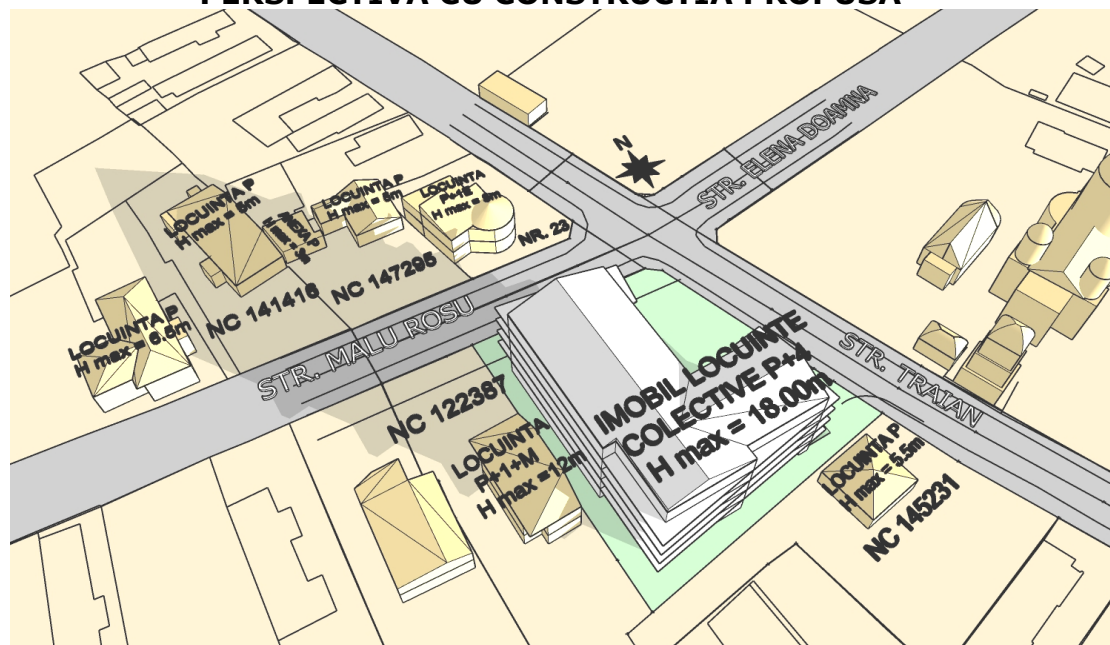 PERSPECTIVA CU CONSTRUCTIA PROPUSA
STR. ELENA-DOAMNA
N
LOCUINTA P
H max = 6m
LOCUINTA P
H max = 5m
LOCUINTA
P+1E
H max = 8m
NR. 23
NC 147295
NC 141418
LOCUINTA P
H max = 6.5m
STR. MALU ROSU
STR. TRAIAN
IMOBIL LOCUINTE
COLECTIVE P+4
H max = 18.00m
NC 122387
LOCUINTA
P+1+M
H max =12m
LOCUINTA P
H max = 5.5m
NC 145231